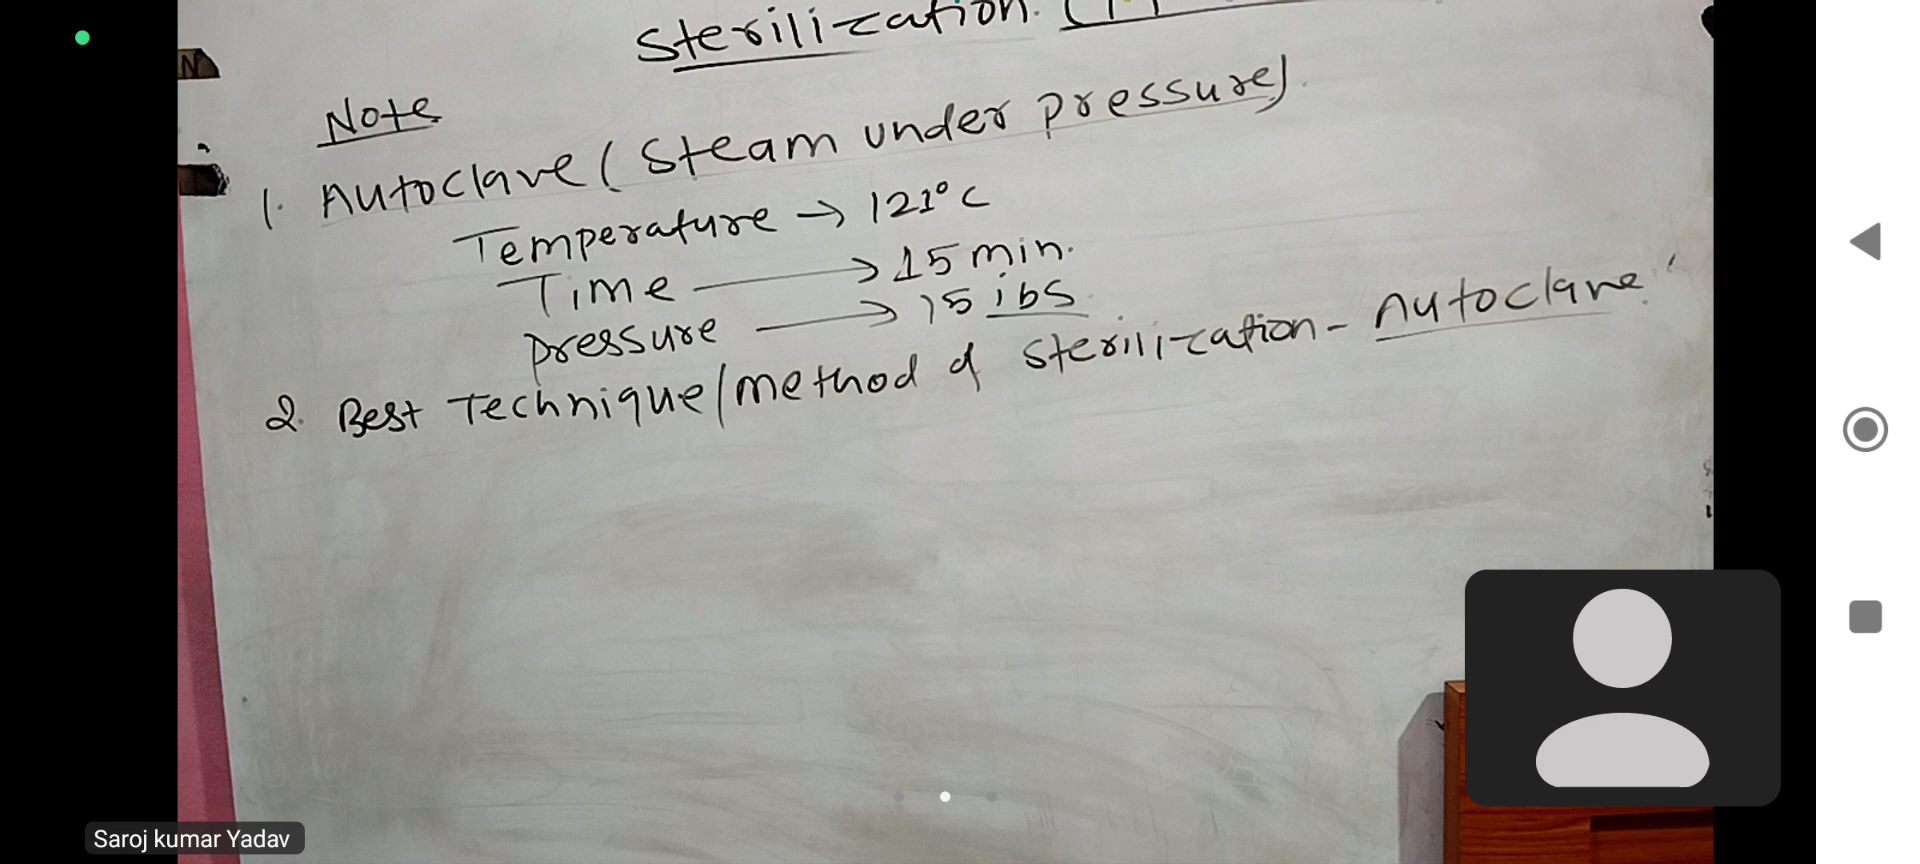 Sterilization.
Note
1. Autoclave (Steam under pressure).
Temperature → 121°C
Time → 15 min.
pressure → 15 ibs
2. Best Technique/method of sterilization - Autoclave.
Saroj kumar Yadav